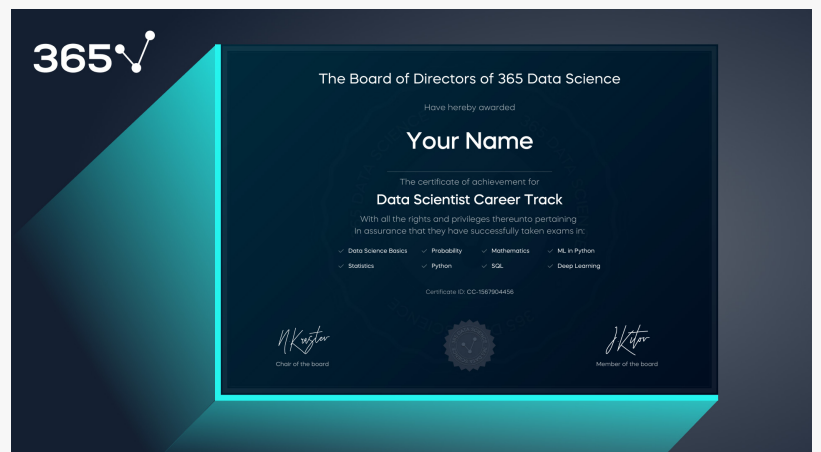 365
The Board of Directors of 365 Data Science
Have hereby awarded
Your Name
The certificate of achievement for
Data Scientist Career Track
With all the rights and privileges thereunto pertaining
in assurance that they have successfully taken exams in:
Data Science Basics Probability Mathematics ML in Python
Statistics Python SQL Deep Learning
Certificate ID: CC-1567904456
Chair of the board Member of the board